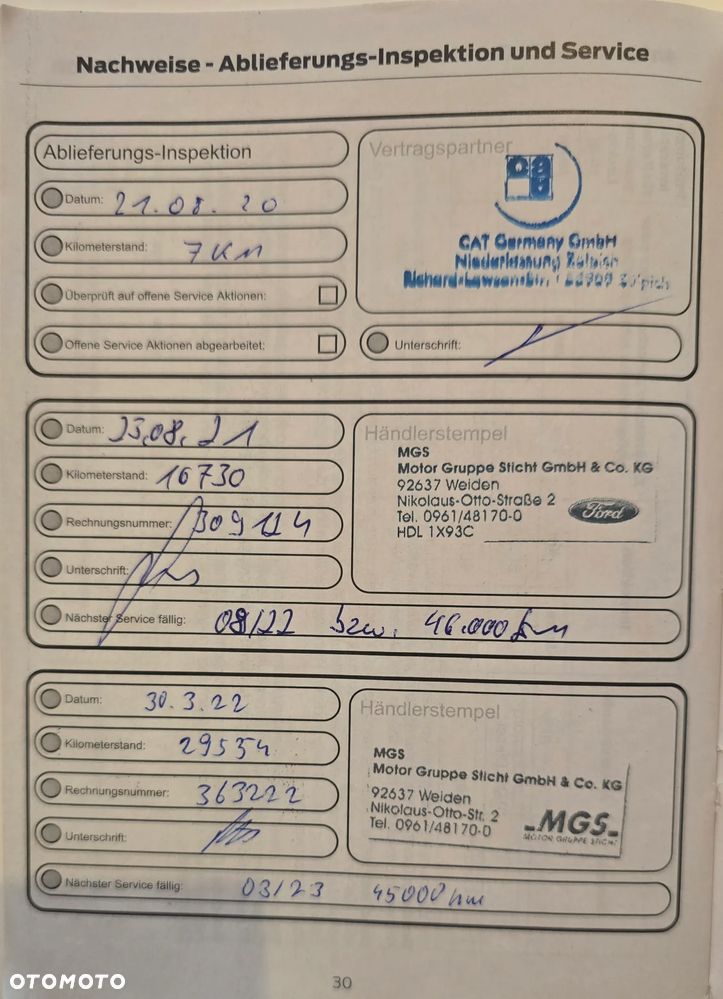 Nachweise - Ablieferungs-Inspektion und Service
Ablieferungs-Inspektion
Datum: 21.08.20
Kilometerstand: 7 KM
Überprüft auf offene Service Aktionen:
Offene Service Aktionen abgearbeitet:
Vertragspartner
CAT Germany GmbH
Niederlassung Zülpich
Unterschrift:
Datum: 23.08.21
Kilometerstand: 16730
Rechnungsnummer: 309124
Unterschrift:
Nächster Service fällig: 08/22 bzw. 46.000 km
Händlerstempel
MGS
Motor Gruppe Sticht GmbH & Co. KG
92637 Weiden
Nikolaus-Otto-Straße 2
Tel. 0961/48170-0
HDL 1X93C
Ford
Datum: 30.3.22
Kilometerstand: 29534
Rechnungsnummer: 363222
Unterschrift:
Nächster Service fällig: 03/23 45000 km
Händlerstempel
MGS
Motor Gruppe Sticht GmbH & Co. KG
92637 Weiden
Nikolaus-Otto-Str. 2
Tel. 0961/48170-0
MGS
MOTOR GRUPPE STICHT
30
OTOMOTO